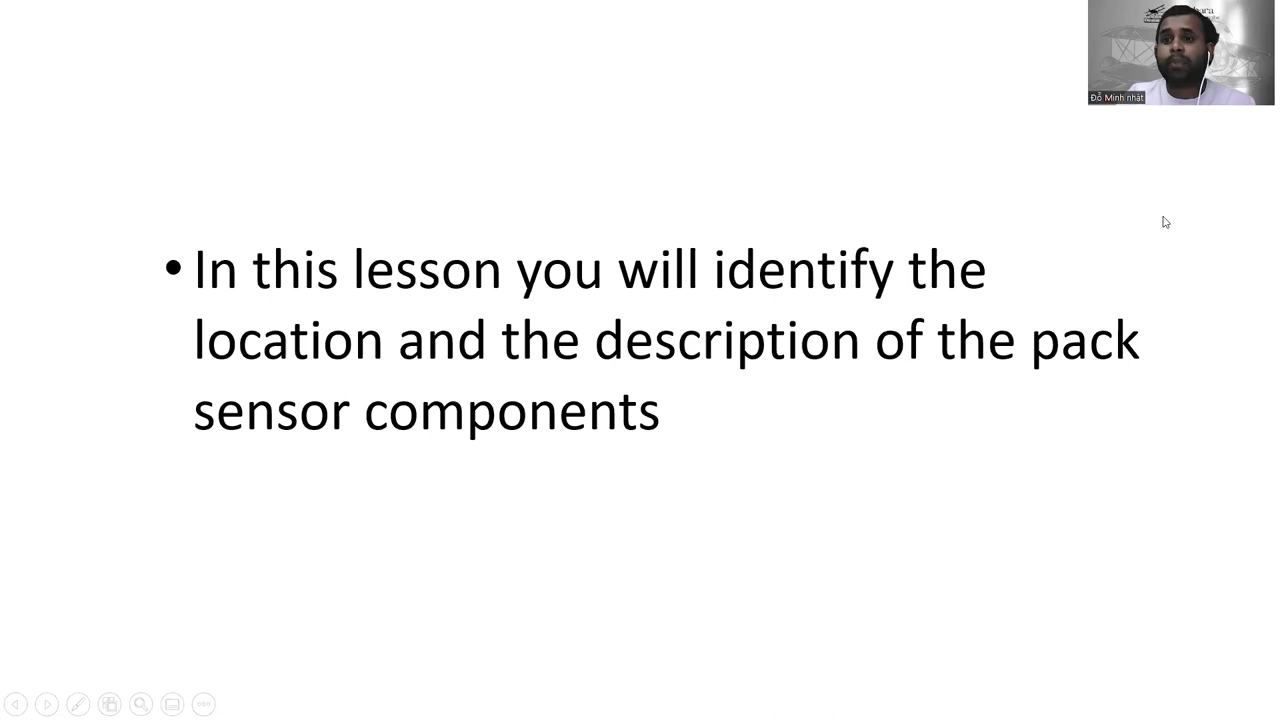 Đỗ Minh nhật
• In this lesson you will identify the
location and the description of the pack
sensor components